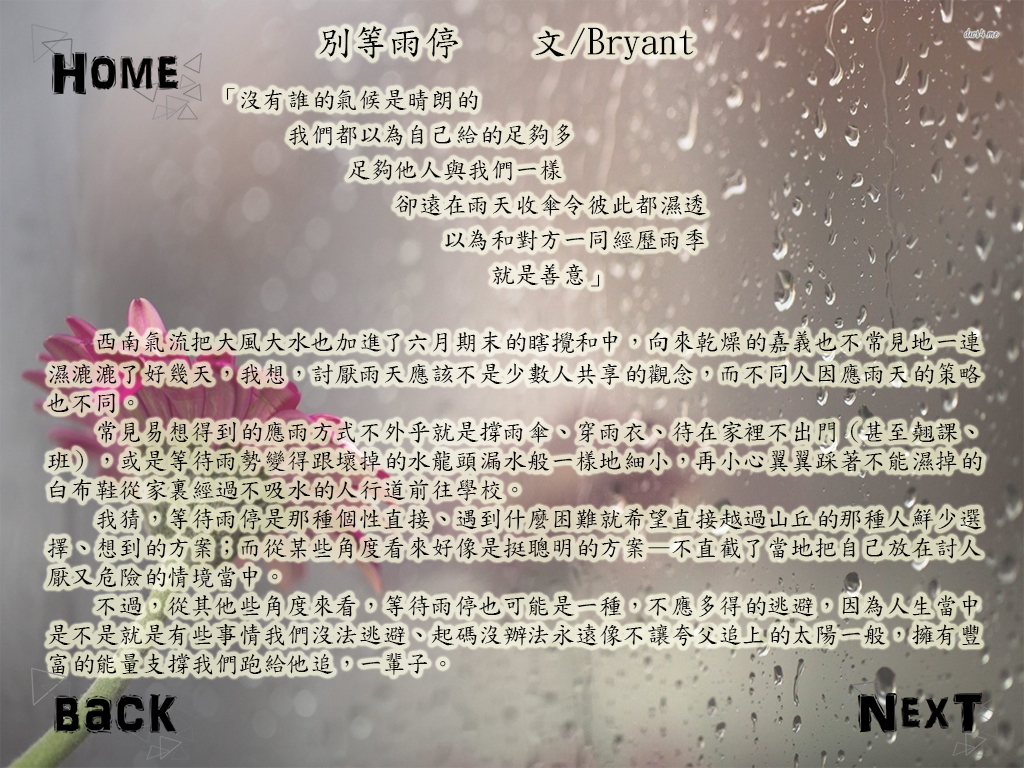 HOME
別等雨停 文/Bryant
「沒有誰的氣候是晴朗的
我們都以為自己給的足夠多
足夠他人與我們一樣
卻遠在雨天收傘令彼此都濕透
以為和對方一同經歷雨季
就是善意」
西南氣流把大風大水也加進了六月期末的瞎攪和中，向來乾燥的嘉義也不常見地一連
濕漉漉了好幾天，我想，討厭雨天應該不是少數人共享的觀念，而不同人因應雨天的策略
也不同。
常見易想得到的應雨方式不外乎就是撐雨傘、穿雨衣、待在家裡不出門（甚至翹課、
班），或是等待雨勢變得跟壞掉的水龍頭漏水般一樣地細小，再小心翼翼踩著不能濕掉的
白布鞋從家裏經過不吸水的人行道前往學校。
我猜，等待雨停是那種個性直接、遇到什麼困難就希望直接越過山丘的那種人鮮少選
擇、想到的方案；而從某些角度看來好像是挺聰明的方案—不直截了當地把自己放在討人
厭又危險的情境當中。
不過，從其他些角度來看，等待雨停也可能是一種，不應多得的逃避，因為人生當中
是不是就是有些事情我們沒法逃避、起碼沒辦法永遠像不讓夸父追上的太陽一般，擁有豐
富的能量支撐我們跑給他追，一輩子。
BACK NEXT